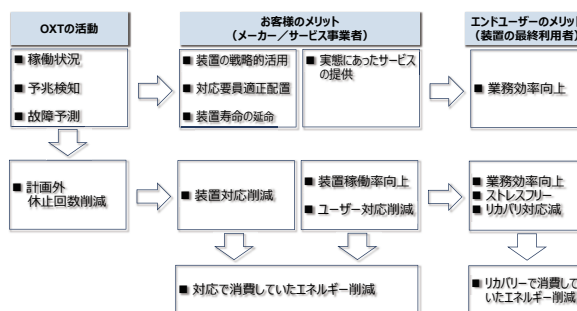 OXTの活動
お客様のメリット
（メーカー／サービス事業者）
エンドユーザーのメリット
（装置の最終利用者）
■ 稼働状況
■ 予兆検知
■ 故障予測
■ 装置の戦略的活用
■ 対応要員適正配置
■ 装置寿命の延命
■ 実態にあったサービス
の提供
■ 業務効率向上
■ 計画外
休止回数削減
■ 装置対応削減
■ 装置稼働率向上
■ ユーザー対応削減
■ 業務効率向上
■ ストレスフリー
■ リカバリ対応減
■ 対応で消費していたエネルギー削減
■ リカバリーで消費して
いたエネルギー削減